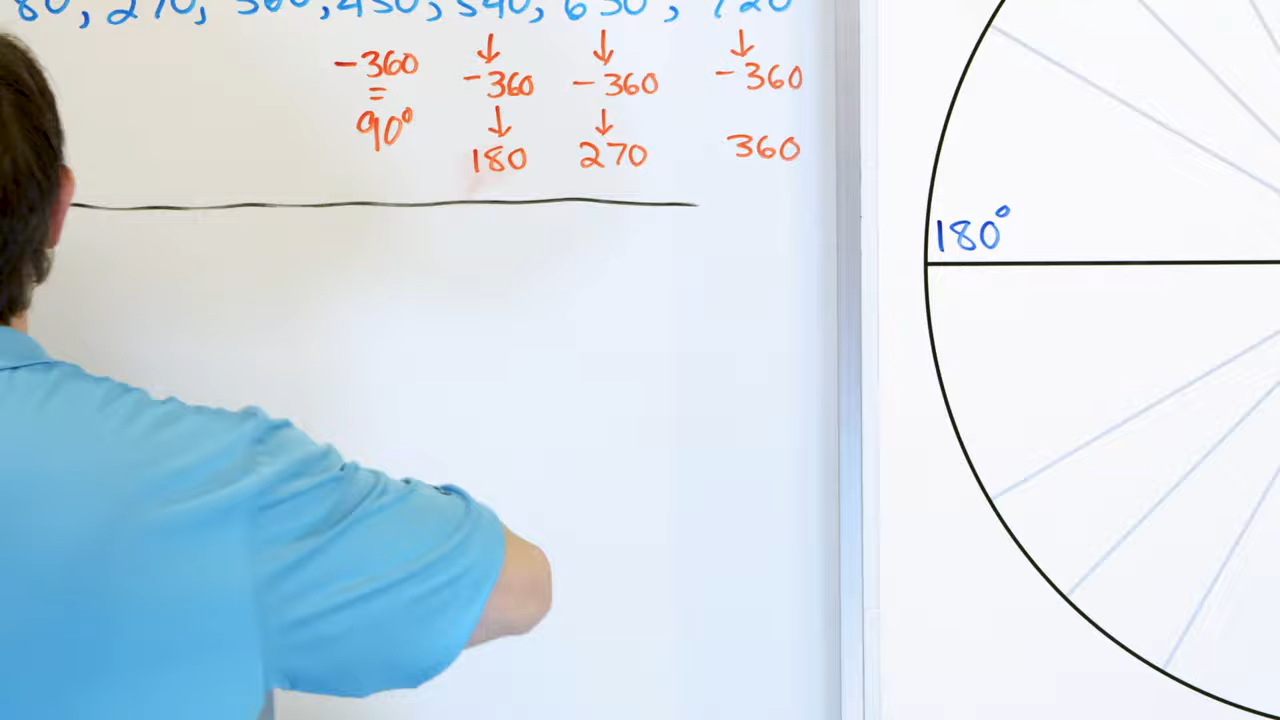 80, 270, 360, 450, 540, 630, 720
-360 ↓ ↓ ↓
= -360 -360 -360
90° ↓ ↓
180 270 360
180°